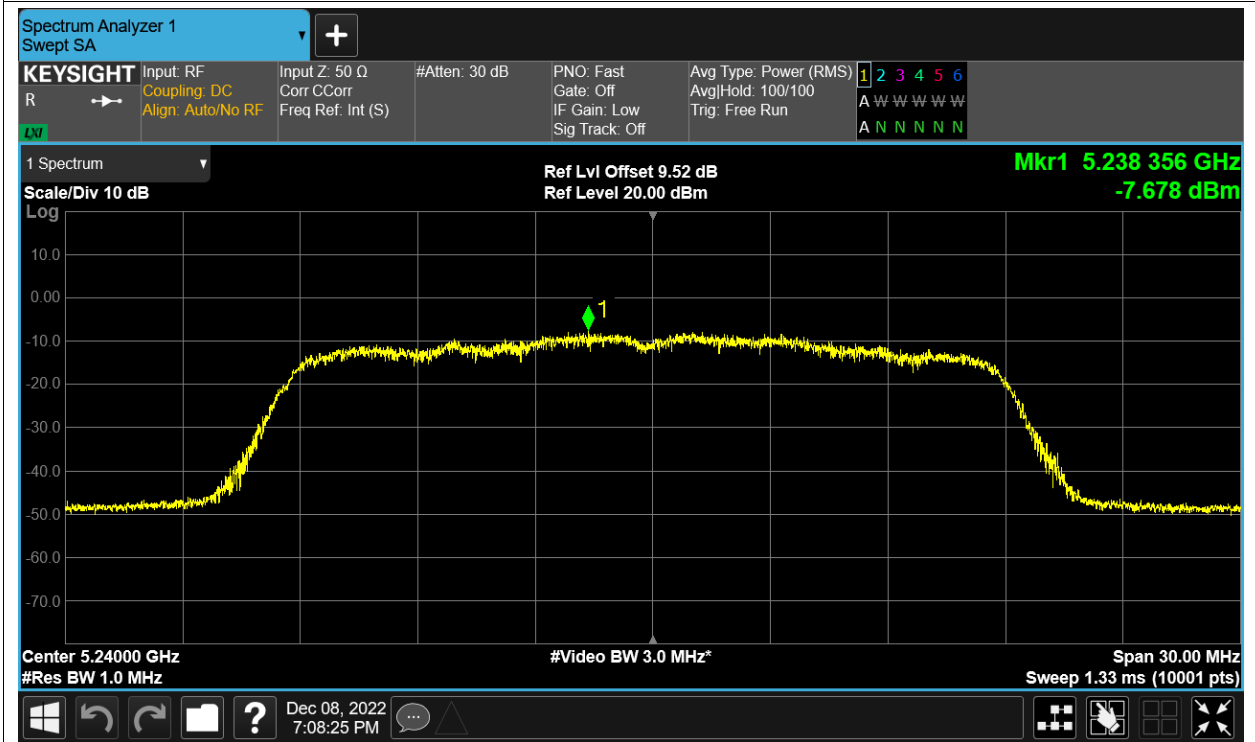 Spectrum Analyzer 1
Swept SA
+
KEYSIGHT
R
LXI
Input: RF
Coupling: DC
Align: Auto/No RF
Input Z: 50 Ω
Corr CCorr
Freq Ref: Int (S)
#Atten: 30 dB
PNO: Fast
Gate: Off
IF Gain: Low
Sig Track: Off
Avg Type: Power (RMS)
Avg|Hold: 100/100
Trig: Free Run
1 2 3 4 5 6
A W W W W W
A N N N N N
1 Spectrum
Scale/Div 10 dB
Log
Ref Lvl Offset 9.52 dB
Ref Level 20.00 dBm
Mkr1 5.238 356 GHz
-7.678 dBm
10.0
0.00
-10.0
-20.0
-30.0
-40.0
-50.0
-60.0
-70.0
1
Center 5.24000 GHz
#Res BW 1.0 MHz
#Video BW 3.0 MHz*
Span 30.00 MHz
Sweep 1.33 ms (10001 pts)
?
Dec 08, 2022
7:08:25 PM